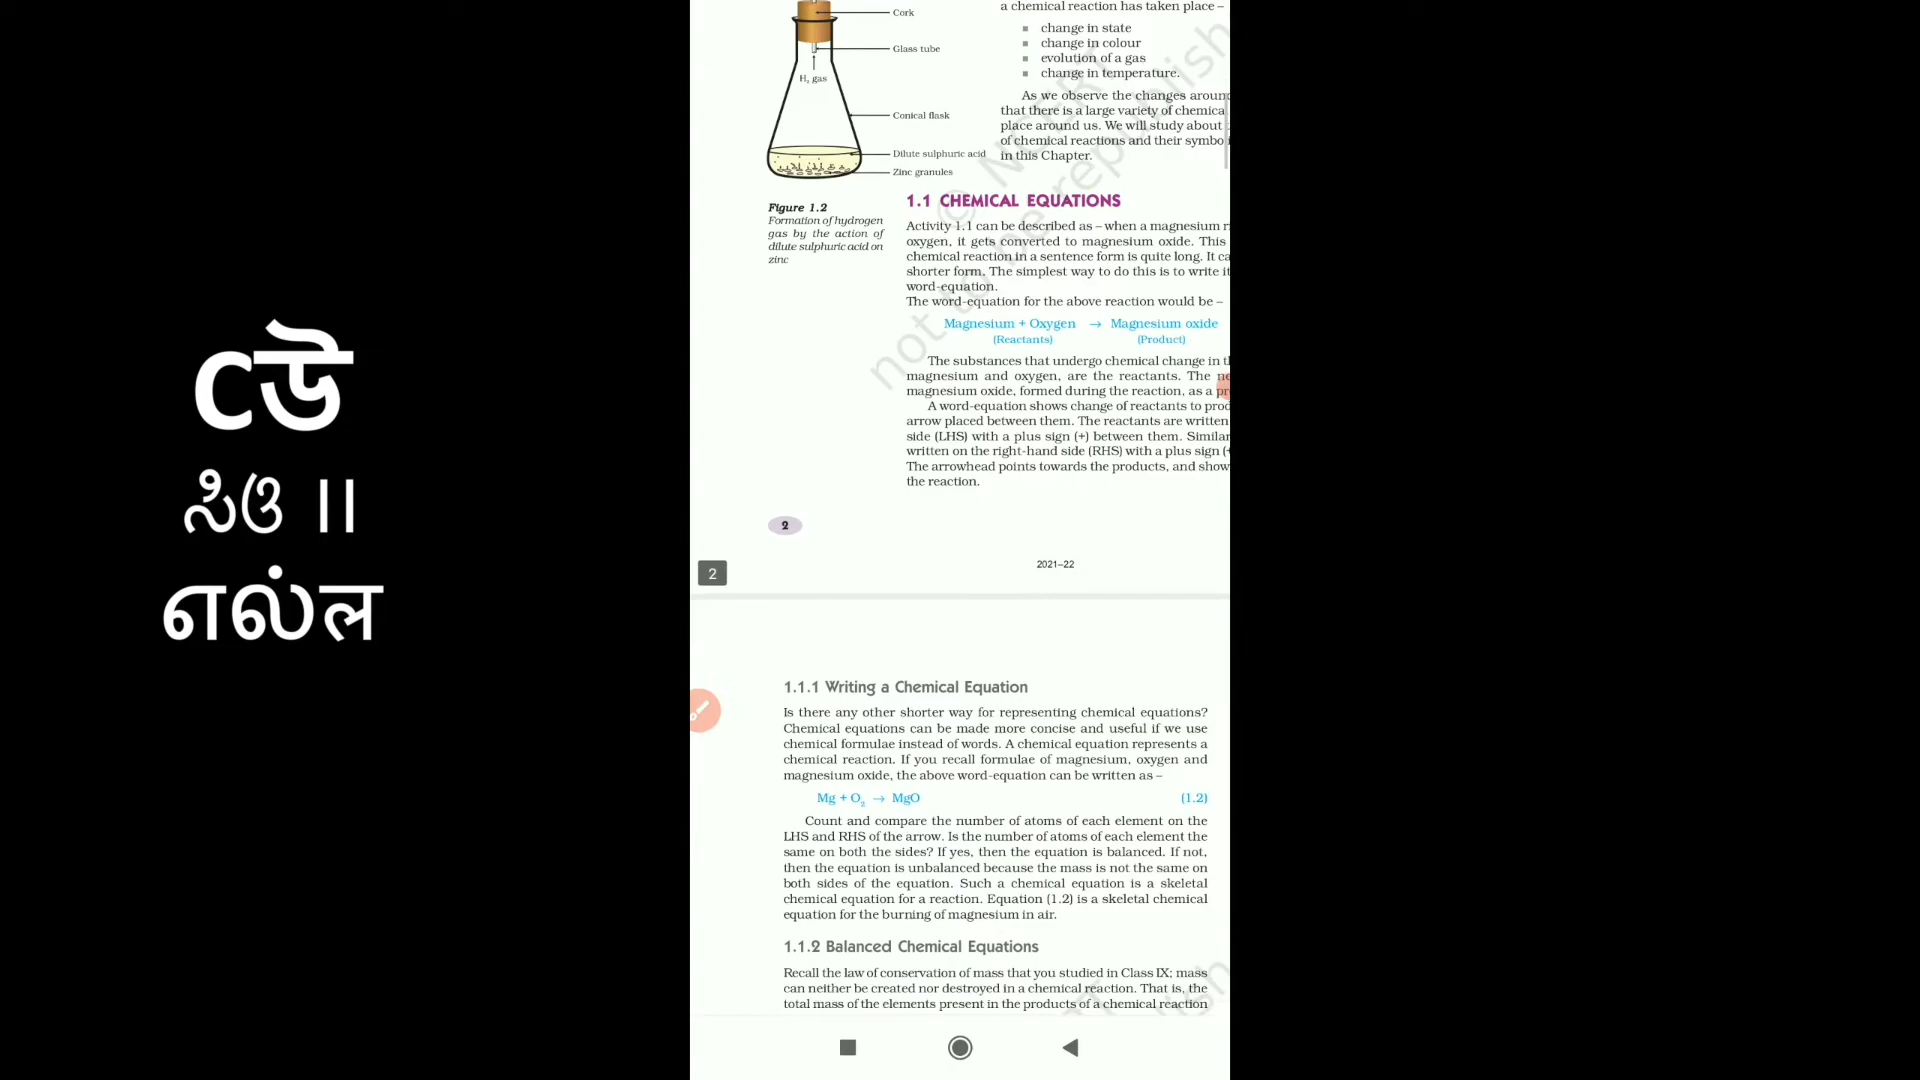 Cউ
ಸಿಠ ॥
எல்ல
Cork
Glass tube
H2 gas
Conical flask
Dilute sulphuric acid
Zinc granules
a chemical reaction has taken place –
■ change in state
■ change in colour
■ evolution of a gas
■ change in temperature.
As we observe the changes aroun
that there is a large variety of chemica
place around us. We will study about
of chemical reactions and their symbo
in this Chapter.
Figure 1.2
Formation of hydrogen
gas by the action of
dilute sulphuric acid on
zinc
1.1 CHEMICAL EQUATIONS
Activity 1.1 can be described as – when a magnesium r
oxygen, it gets converted to magnesium oxide. This
chemical reaction in a sentence form is quite long. It ca
shorter form. The simplest way to do this is to write it
word-equation.
The word-equation for the above reaction would be –
Magnesium + Oxygen → Magnesium oxide
(Reactants) (Product)
The substances that undergo chemical change in t
magnesium and oxygen, are the reactants. The ne
magnesium oxide, formed during the reaction, as a pr
A word-equation shows change of reactants to prod
arrow placed between them. The reactants are written
side (LHS) with a plus sign (+) between them. Similar
written on the right-hand side (RHS) with a plus sign (+
The arrowhead points towards the products, and show
the reaction.
2
2021–22
2
© NCERT
not to be republish
1.1.1 Writing a Chemical Equation
Is there any other shorter way for representing chemical equations?
Chemical equations can be made more concise and useful if we use
chemical formulae instead of words. A chemical equation represents a
chemical reaction. If you recall formulae of magnesium, oxygen and
magnesium oxide, the above word-equation can be written as –
Mg + O2 → MgO (1.2)
Count and compare the number of atoms of each element on the
LHS and RHS of the arrow. Is the number of atoms of each element the
same on both the sides? If yes, then the equation is balanced. If not,
then the equation is unbalanced because the mass is not the same on
both sides of the equation. Such a chemical equation is a skeletal
chemical equation for a reaction. Equation (1.2) is a skeletal chemical
equation for the burning of magnesium in air.
1.1.2 Balanced Chemical Equations
Recall the law of conservation of mass that you studied in Class IX; mass
can neither be created nor destroyed in a chemical reaction. That is, the
total mass of the elements present in the products of a chemical reaction